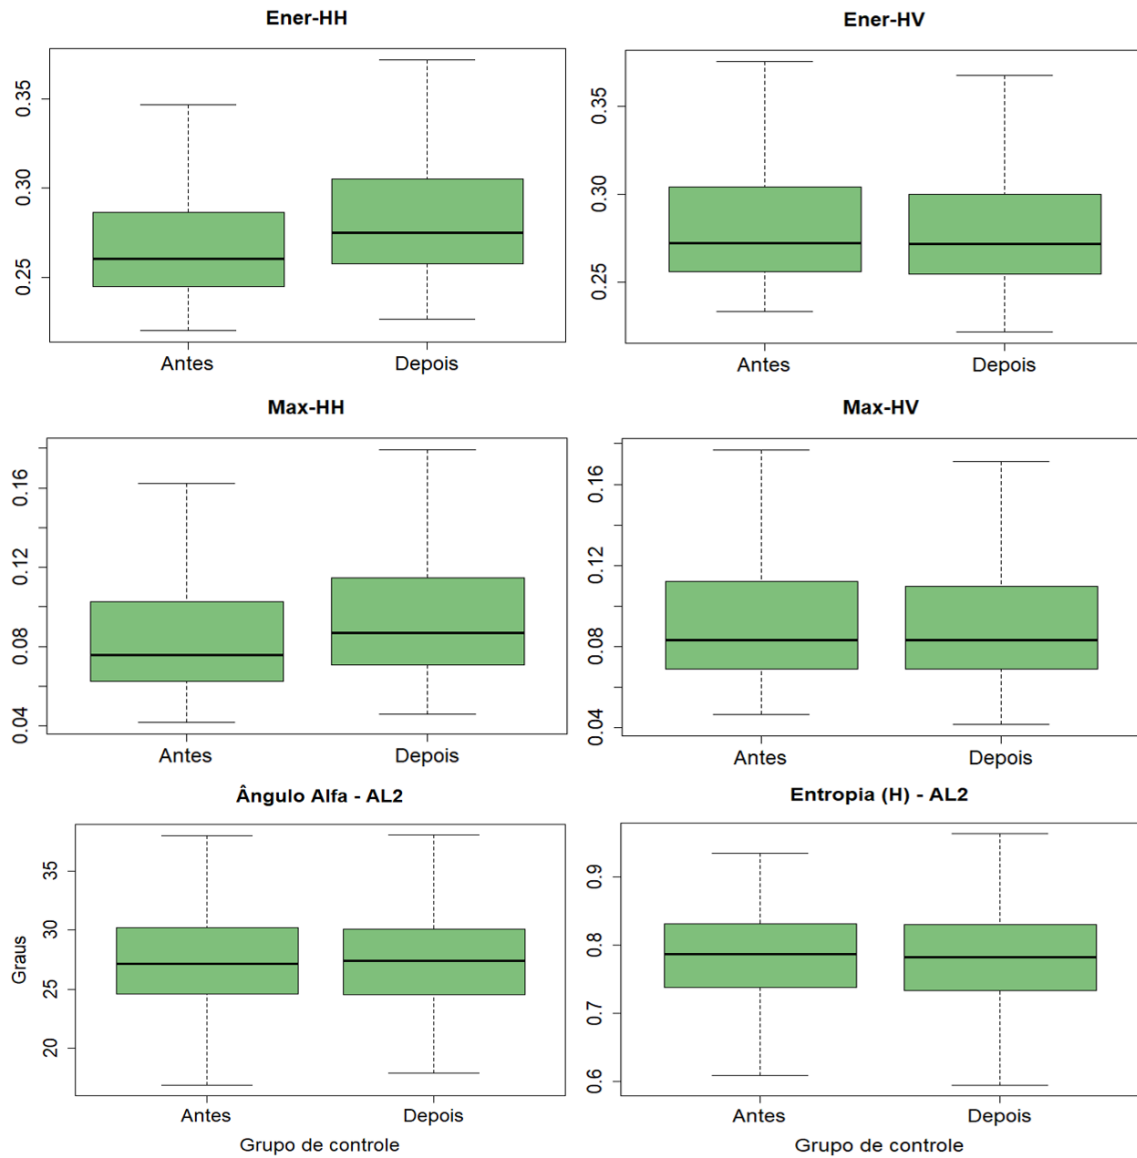 Ener-HH
0.35
0.30
0.25
Antes Depois
Ener-HV
0.35
0.30
0.25
Antes Depois
Max-HH
0.16
0.12
0.08
0.04
Antes Depois
Max-HV
0.16
0.12
0.08
0.04
Antes Depois
Ângulo Alfa - AL2
Graus
35
30
25
20
Antes Depois
Grupo de controle
Entropia (H) - AL2
0.9
0.8
0.7
0.6
Antes Depois
Grupo de controle